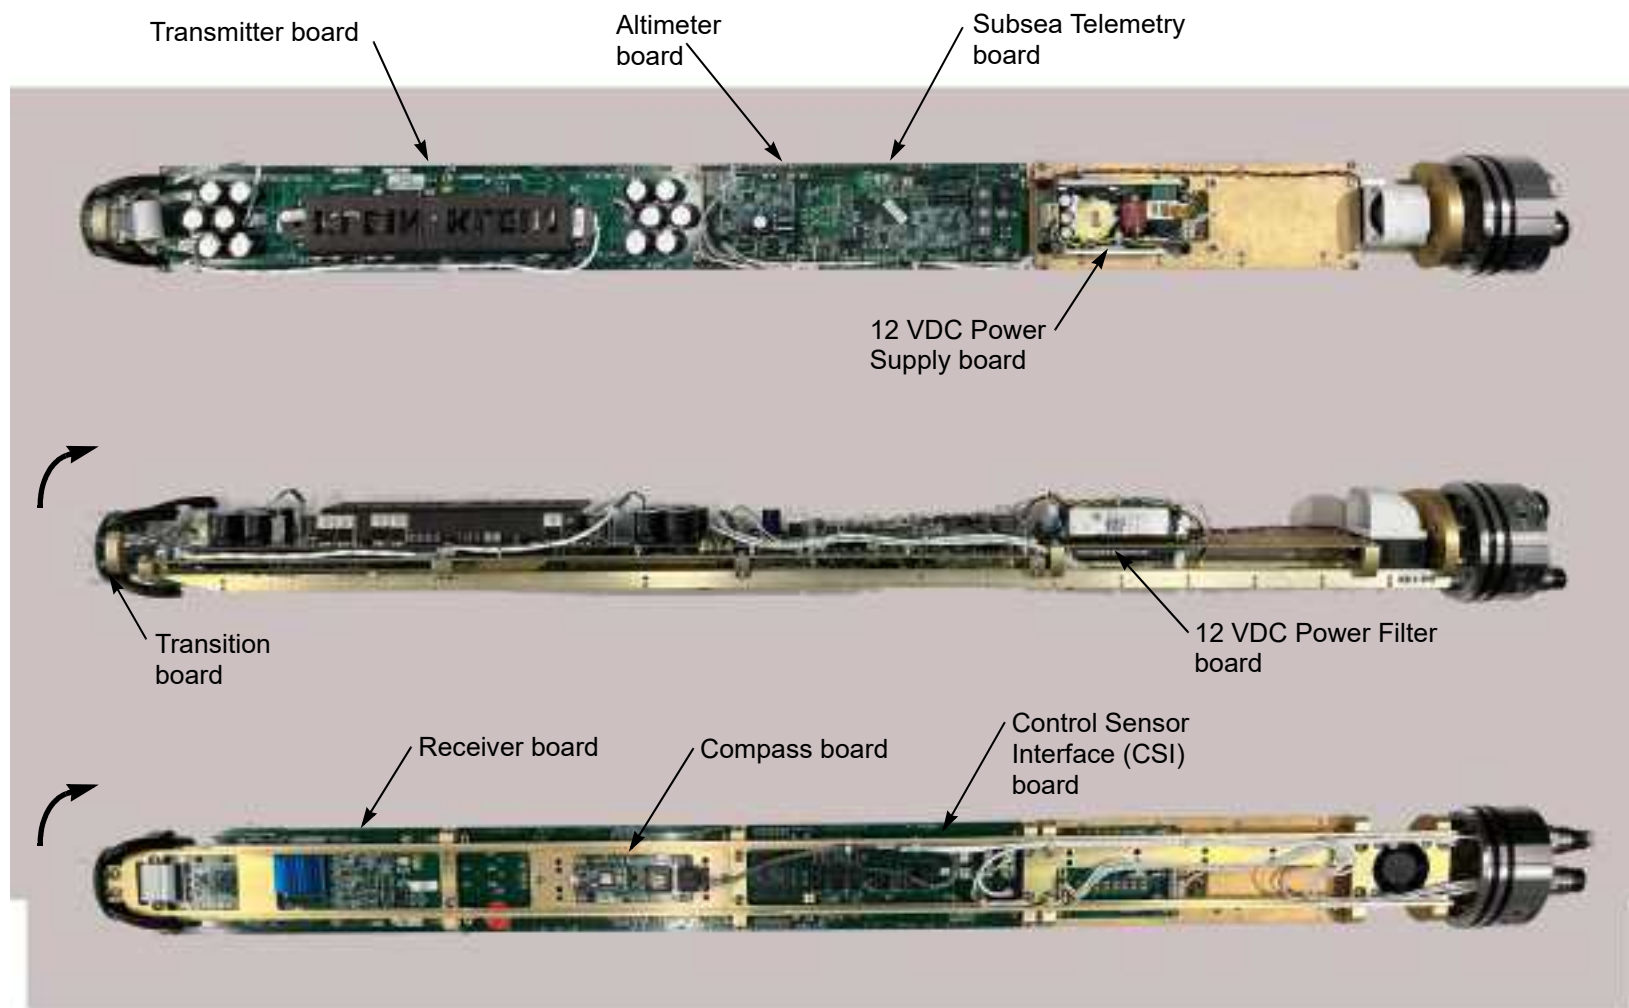 Transmitter board
Altimeter
board
Subsea Telemetry
board
12 VDC Power
Supply board
Transition
board
12 VDC Power Filter
board
Receiver board
Compass board
Control Sensor
Interface (CSI)
board